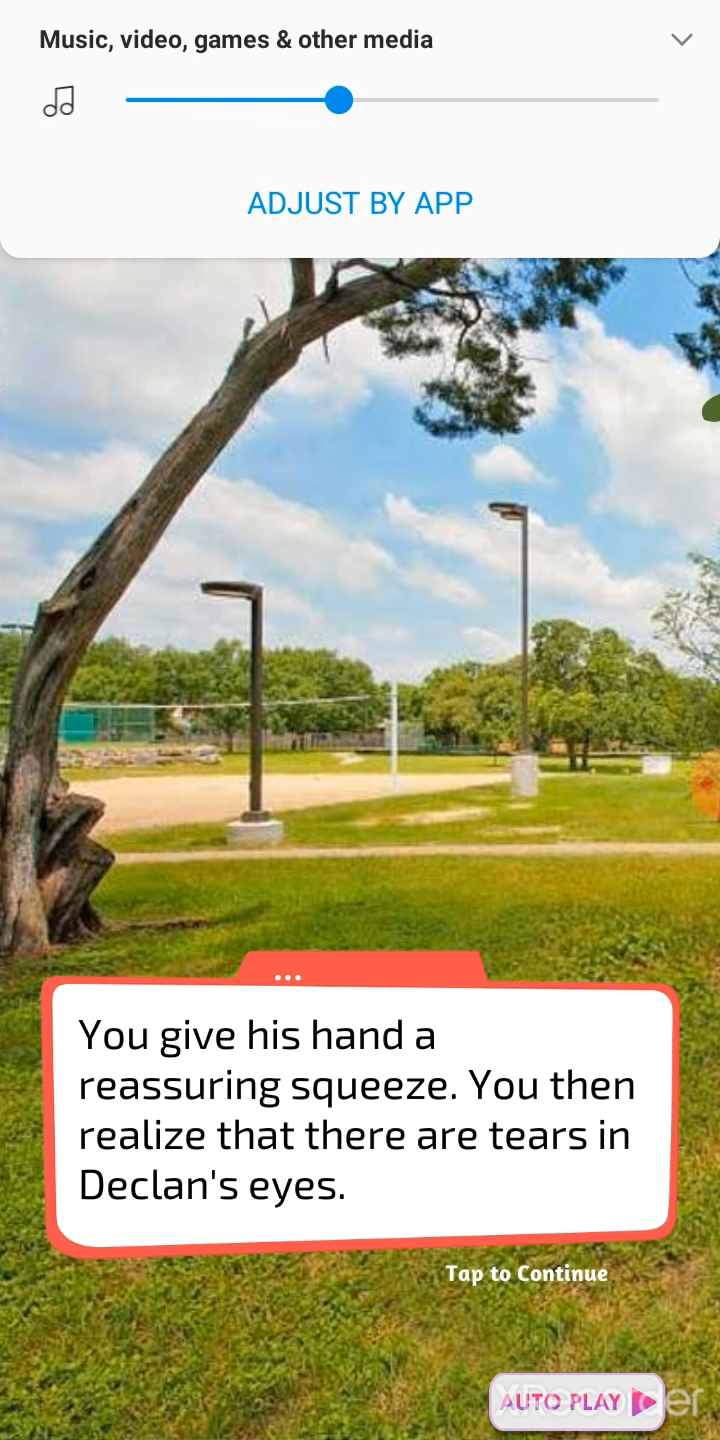 Music, video, games & other media
ADJUST BY APP
...
You give his hand a
reassuring squeeze. You then
realize that there are tears in
Declan's eyes.
Tap to Continue
AUTO PLAY
XRecorder